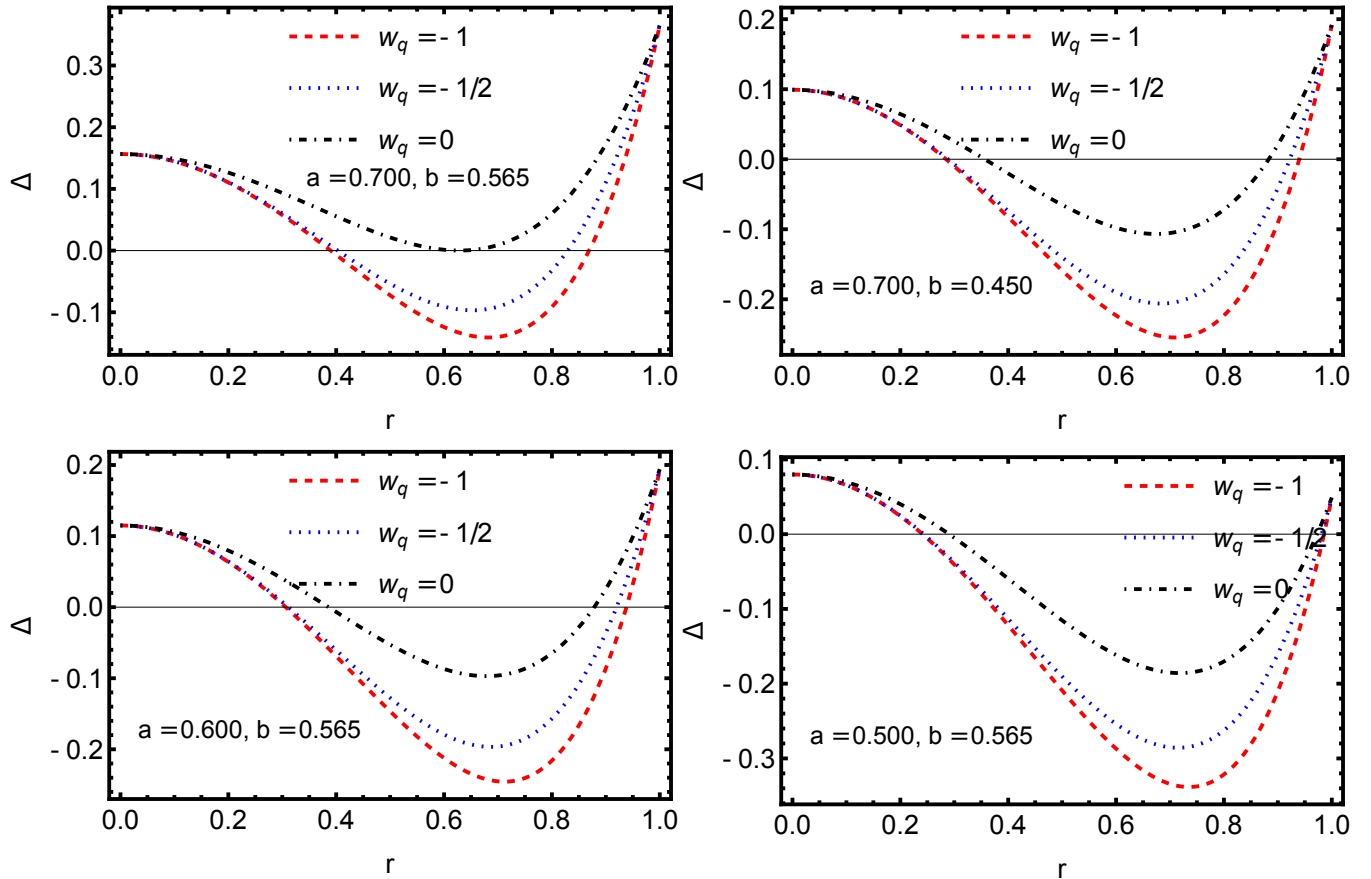 w_q = - 1
w_q = - 1/2
w_q = 0
a = 0.700, b = 0.565
Δ
0.3
0.2
0.1
0.0
- 0.1
0.0 0.2 0.4 0.6 0.8 1.0
r
w_q = - 1
w_q = - 1/2
w_q = 0
a = 0.700, b = 0.450
Δ
0.2
0.1
0.0
- 0.1
- 0.2
0.0 0.2 0.4 0.6 0.8 1.0
r
w_q = - 1
w_q = - 1/2
w_q = 0
a = 0.600, b = 0.565
Δ
0.2
0.1
0.0
- 0.1
- 0.2
0.0 0.2 0.4 0.6 0.8 1.0
r
w_q = - 1
w_q = - 1/2
w_q = 0
a = 0.500, b = 0.565
Δ
0.1
0.0
- 0.1
- 0.2
- 0.3
0.0 0.2 0.4 0.6 0.8 1.0
r